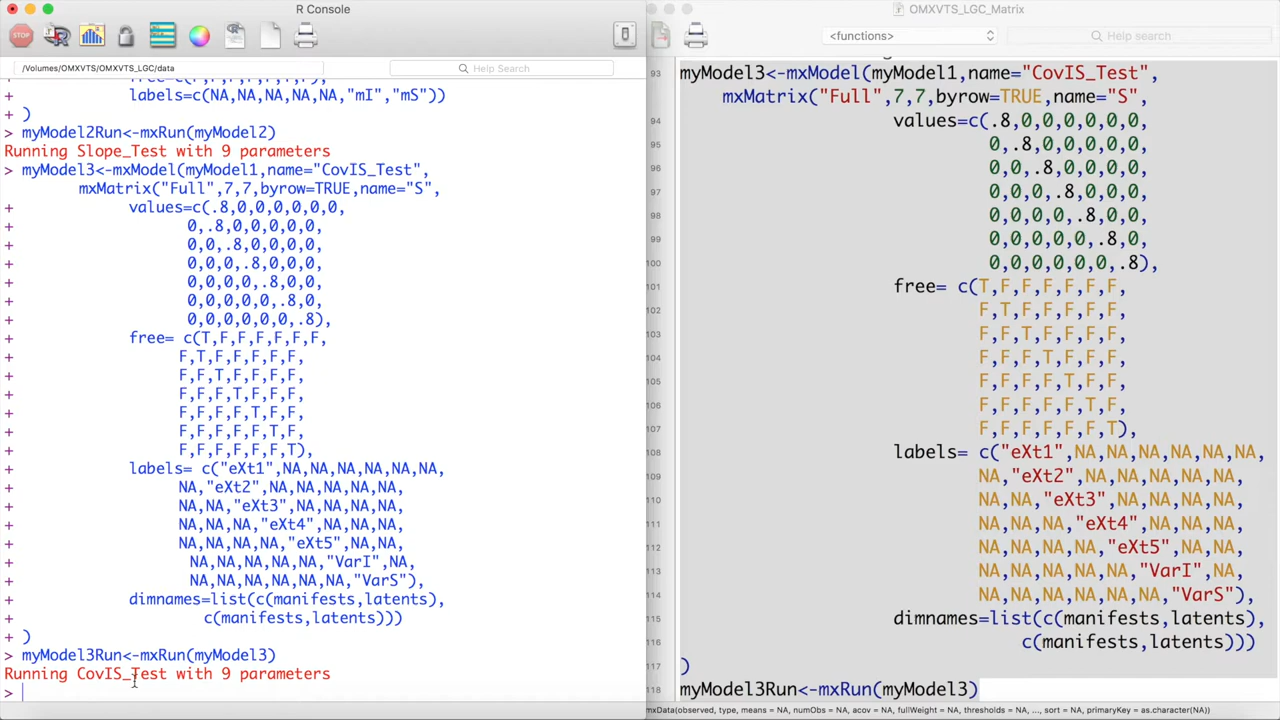 R Console
STOP
/Volumes/OMXVTS/OMXVTS_LGC/data
Help Search
+ labels=c(NA,NA,NA,NA,NA,"mI","mS"))
+ )
> myModel2Run<-mxRun(myModel2)
Running Slope_Test with 9 parameters
> myModel3<-mxModel(myModel1,name="CovIS_Test",
mxMatrix("Full",7,7,byrow=TRUE,name="S",
+ values=c(.8,0,0,0,0,0,0,
+ 0,.8,0,0,0,0,0,
+ 0,0,.8,0,0,0,0,
+ 0,0,0,.8,0,0,0,
+ 0,0,0,0,.8,0,0,
+ 0,0,0,0,0,.8,0,
+ 0,0,0,0,0,0,.8),
+ free= c(T,F,F,F,F,F,F,
+ F,T,F,F,F,F,F,
+ F,F,T,F,F,F,F,
+ F,F,F,T,F,F,F,
+ F,F,F,F,T,F,F,
+ F,F,F,F,F,T,F,
+ F,F,F,F,F,F,T),
+ labels= c("eXt1",NA,NA,NA,NA,NA,NA,
+ NA,"eXt2",NA,NA,NA,NA,NA,
+ NA,NA,"eXt3",NA,NA,NA,NA,
+ NA,NA,NA,"eXt4",NA,NA,NA,
+ NA,NA,NA,NA,"eXt5",NA,NA,
+ NA,NA,NA,NA,NA,"VarI",NA,
+ NA,NA,NA,NA,NA,NA,"VarS"),
+ dimnames=list(c(manifests,latents),
+ c(manifests,latents)))
+ )
> myModel3Run<-mxRun(myModel3)
Running CovIS_Test with 9 parameters
>
OMXVTS_LGC_Matrix
<functions>
Help search
93 myModel3<-mxModel(myModel1,name="CovIS_Test",
mxMatrix("Full",7,7,byrow=TRUE,name="S",
94 values=c(.8,0,0,0,0,0,0,
95 0,.8,0,0,0,0,0,
96 0,0,.8,0,0,0,0,
97 0,0,0,.8,0,0,0,
98 0,0,0,0,.8,0,0,
99 0,0,0,0,0,.8,0,
100 0,0,0,0,0,0,.8),
101 free= c(T,F,F,F,F,F,F,
102 F,T,F,F,F,F,F,
103 F,F,T,F,F,F,F,
104 F,F,F,T,F,F,F,
105 F,F,F,F,T,F,F,
106 F,F,F,F,F,T,F,
107 F,F,F,F,F,F,T),
108 labels= c("eXt1",NA,NA,NA,NA,NA,NA,
109 NA,"eXt2",NA,NA,NA,NA,NA,
110 NA,NA,"eXt3",NA,NA,NA,NA,
111 NA,NA,NA,"eXt4",NA,NA,NA,
112 NA,NA,NA,NA,"eXt5",NA,NA,
113 NA,NA,NA,NA,NA,"VarI",NA,
114 NA,NA,NA,NA,NA,NA,"VarS"),
115 dimnames=list(c(manifests,latents),
116 c(manifests,latents)))
117 )
118 myModel3Run<-mxRun(myModel3)
mxData(observed, type, means = NA, numObs = NA, acov = NA, fullWeight = NA, thresholds = NA, ..., sort = NA, primaryKey = as.character(NA))